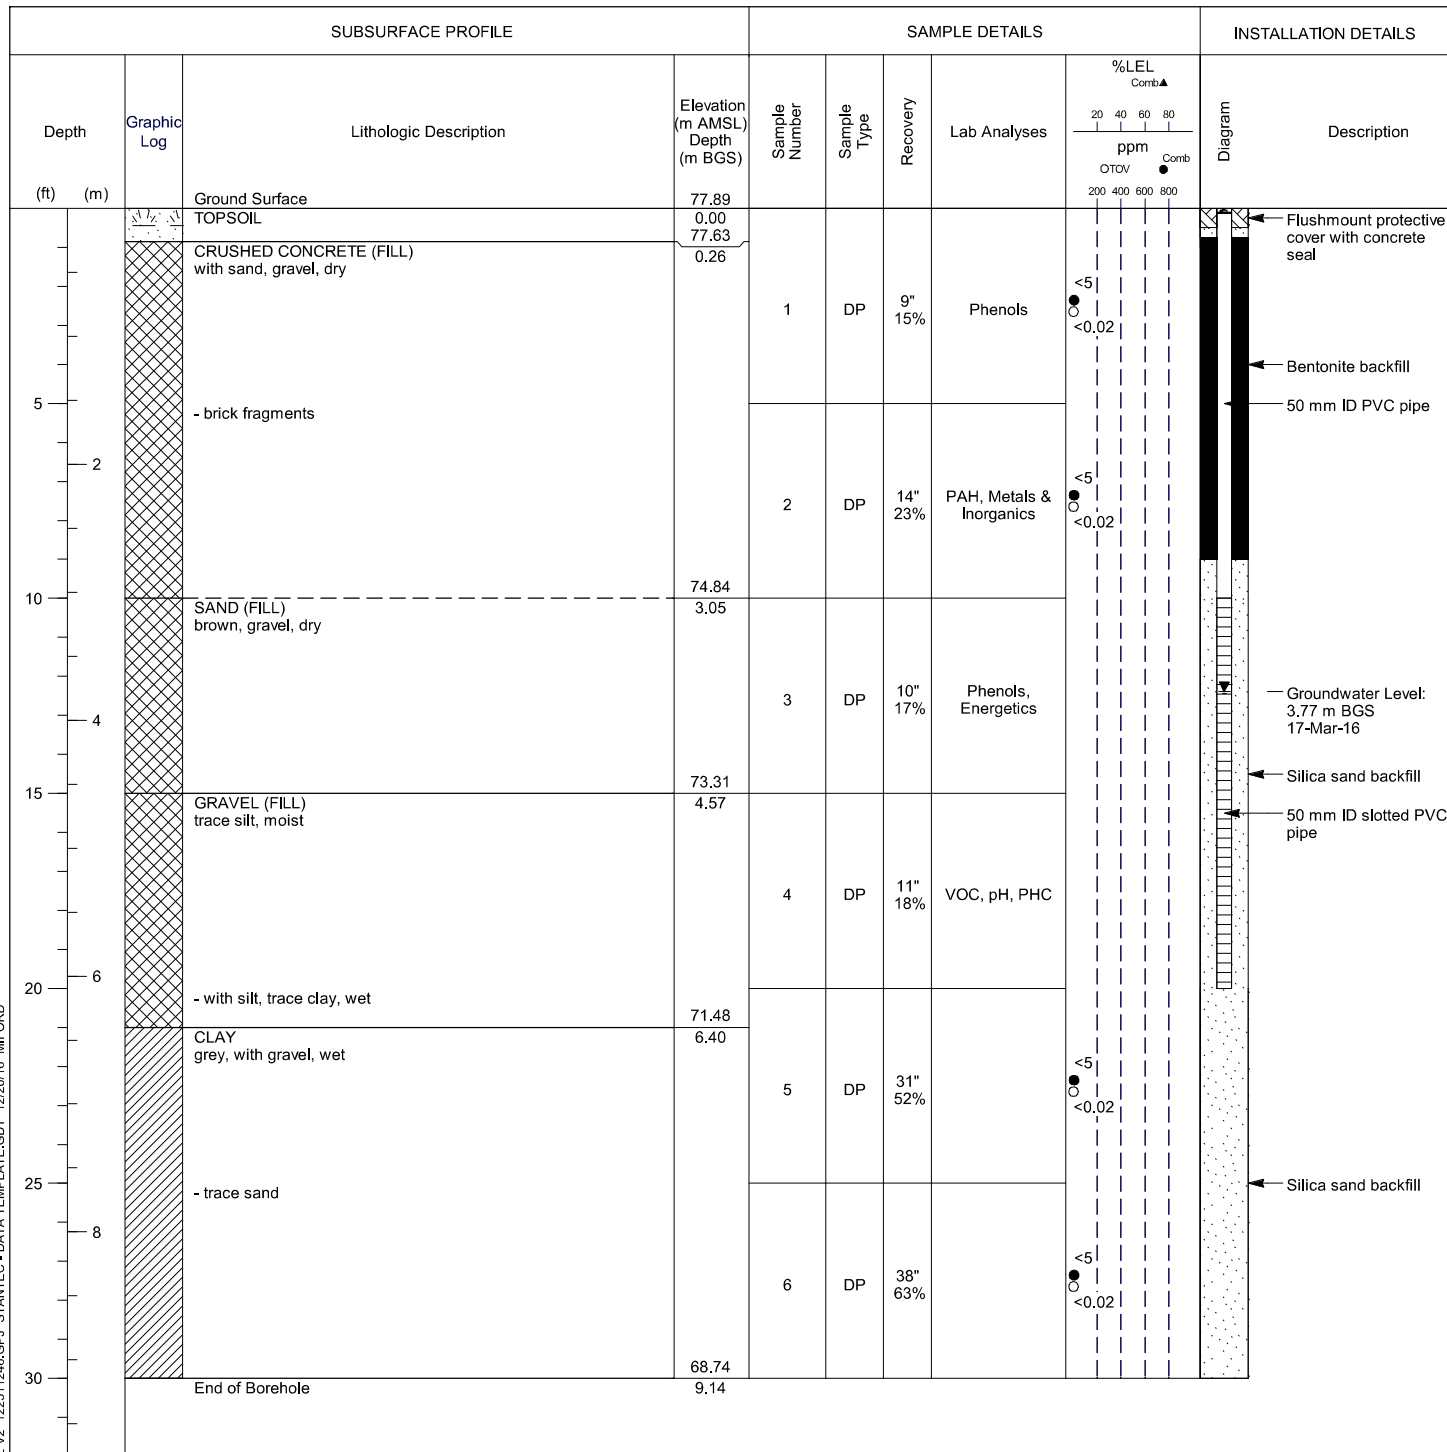 SUBSURFACE PROFILE
SAMPLE DETAILS
INSTALLATION DETAILS
Depth
(ft)
(m)
Graphic
Log
Lithologic Description
Elevation
(m AMSL)
Depth
(m BGS)
Sample
Number
Sample
Type
Recovery
Lab Analyses
%LEL
Comb▲
20 40 60 80
ppm
○TOV
● Comb
200 400 600 800
Diagram
Description
Ground Surface
77.89
TOPSOIL
0.00
77.63
CRUSHED CONCRETE (FILL)
with sand, gravel, dry
0.26
- brick fragments
74.84
SAND (FILL)
brown, gravel, dry
3.05
73.31
GRAVEL (FILL)
trace silt, moist
4.57
- with silt, trace clay, wet
71.48
CLAY
grey, with gravel, wet
6.40
- trace sand
68.74
End of Borehole
9.14
5
10
15
20
25
30
2
4
6
8
1
DP
9"
15%
Phenols
<5
<0.02
2
DP
14"
23%
PAH, Metals &
Inorganics
<5
<0.02
3
DP
10"
17%
Phenols,
Energetics
4
DP
11"
18%
VOC, pH, PHC
5
DP
31"
52%
<5
<0.02
6
DP
38"
63%
<5
<0.02
Flushmount protective
cover with concrete
seal
Bentonite backfill
50 mm ID PVC pipe
Groundwater Level:
3.77 m BGS
17-Mar-16
Silica sand backfill
50 mm ID slotted PVC
pipe
Silica sand backfill